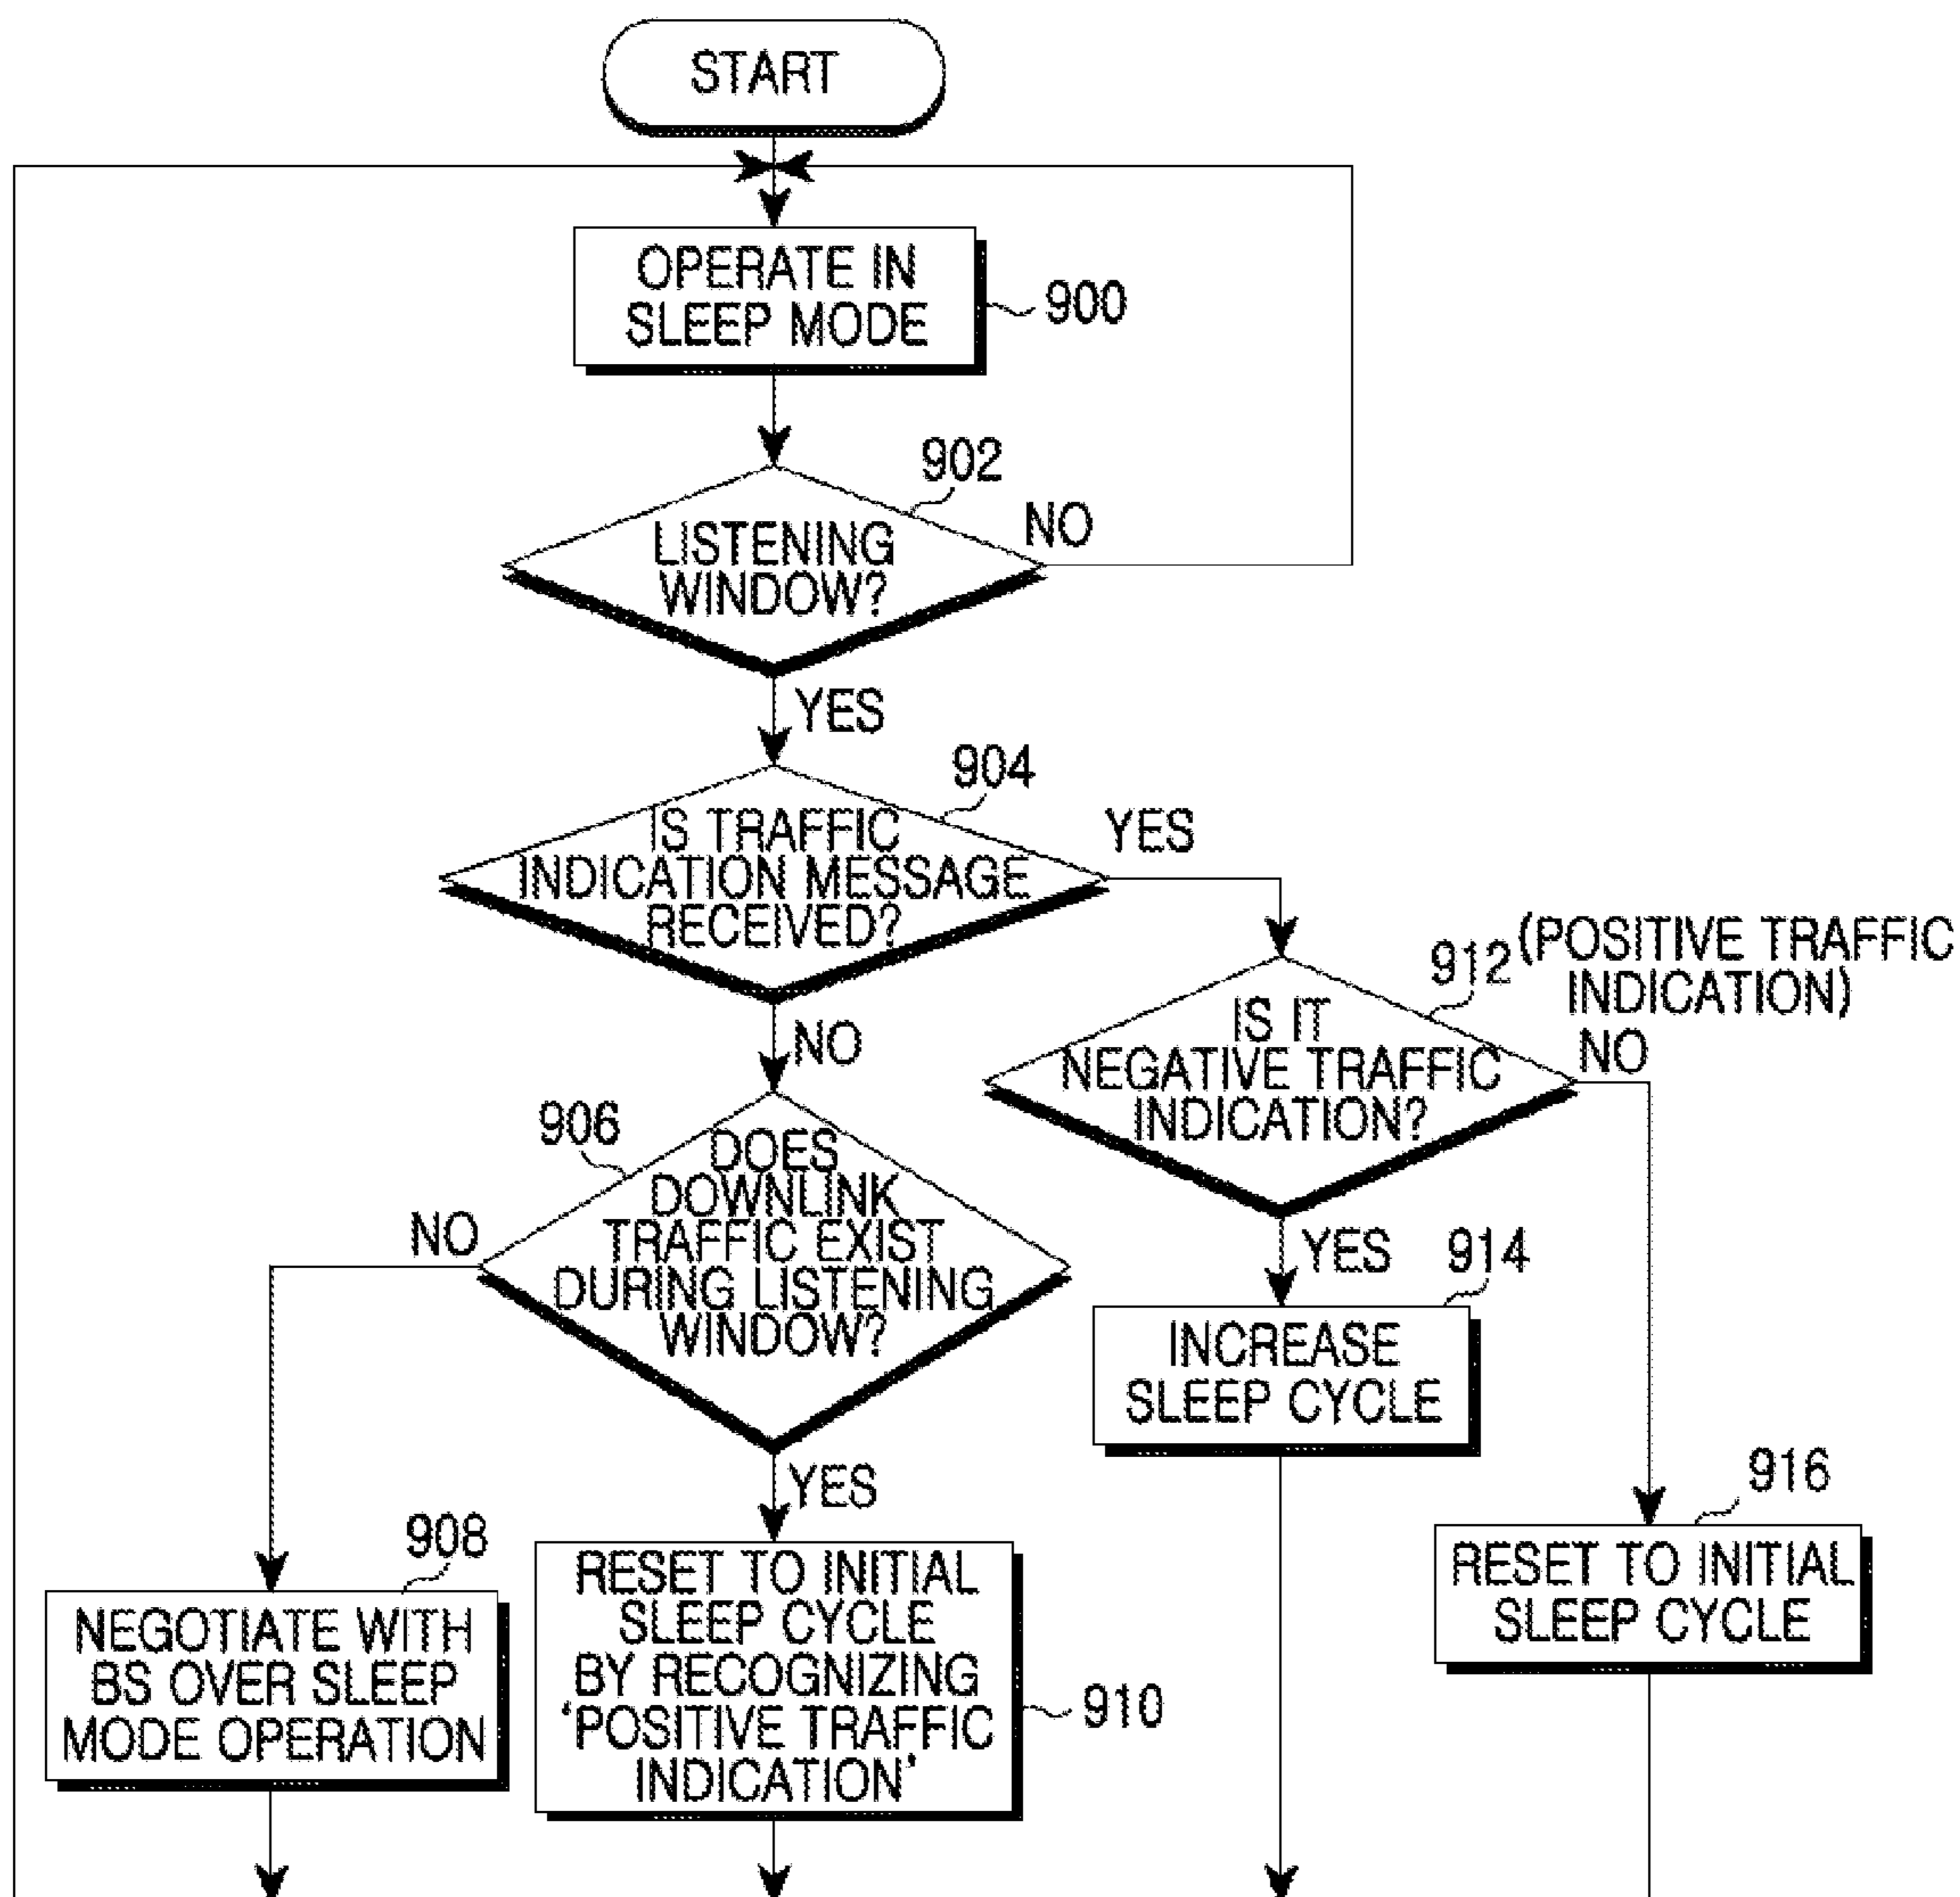 START
OPERATE IN
SLEEP MODE
900
902
LISTENING
WINDOW?
NO
YES
904
IS TRAFFIC
INDICATION MESSAGE
RECEIVED?
YES
NO
912
(POSITIVE TRAFFIC
INDICATION)
NO
IS IT
NEGATIVE TRAFFIC
INDICATION?
YES
906
DOES
DOWNLINK
TRAFFIC EXIST
DURING LISTENING
WINDOW?
NO
YES
914
INCREASE
SLEEP CYCLE
916
RESET TO INITIAL
SLEEP CYCLE
908
NEGOTIATE WITH
BS OVER SLEEP
MODE OPERATION
RESET TO INITIAL
SLEEP CYCLE
BY RECOGNIZING
'POSITIVE TRAFFIC
INDICATION'
910